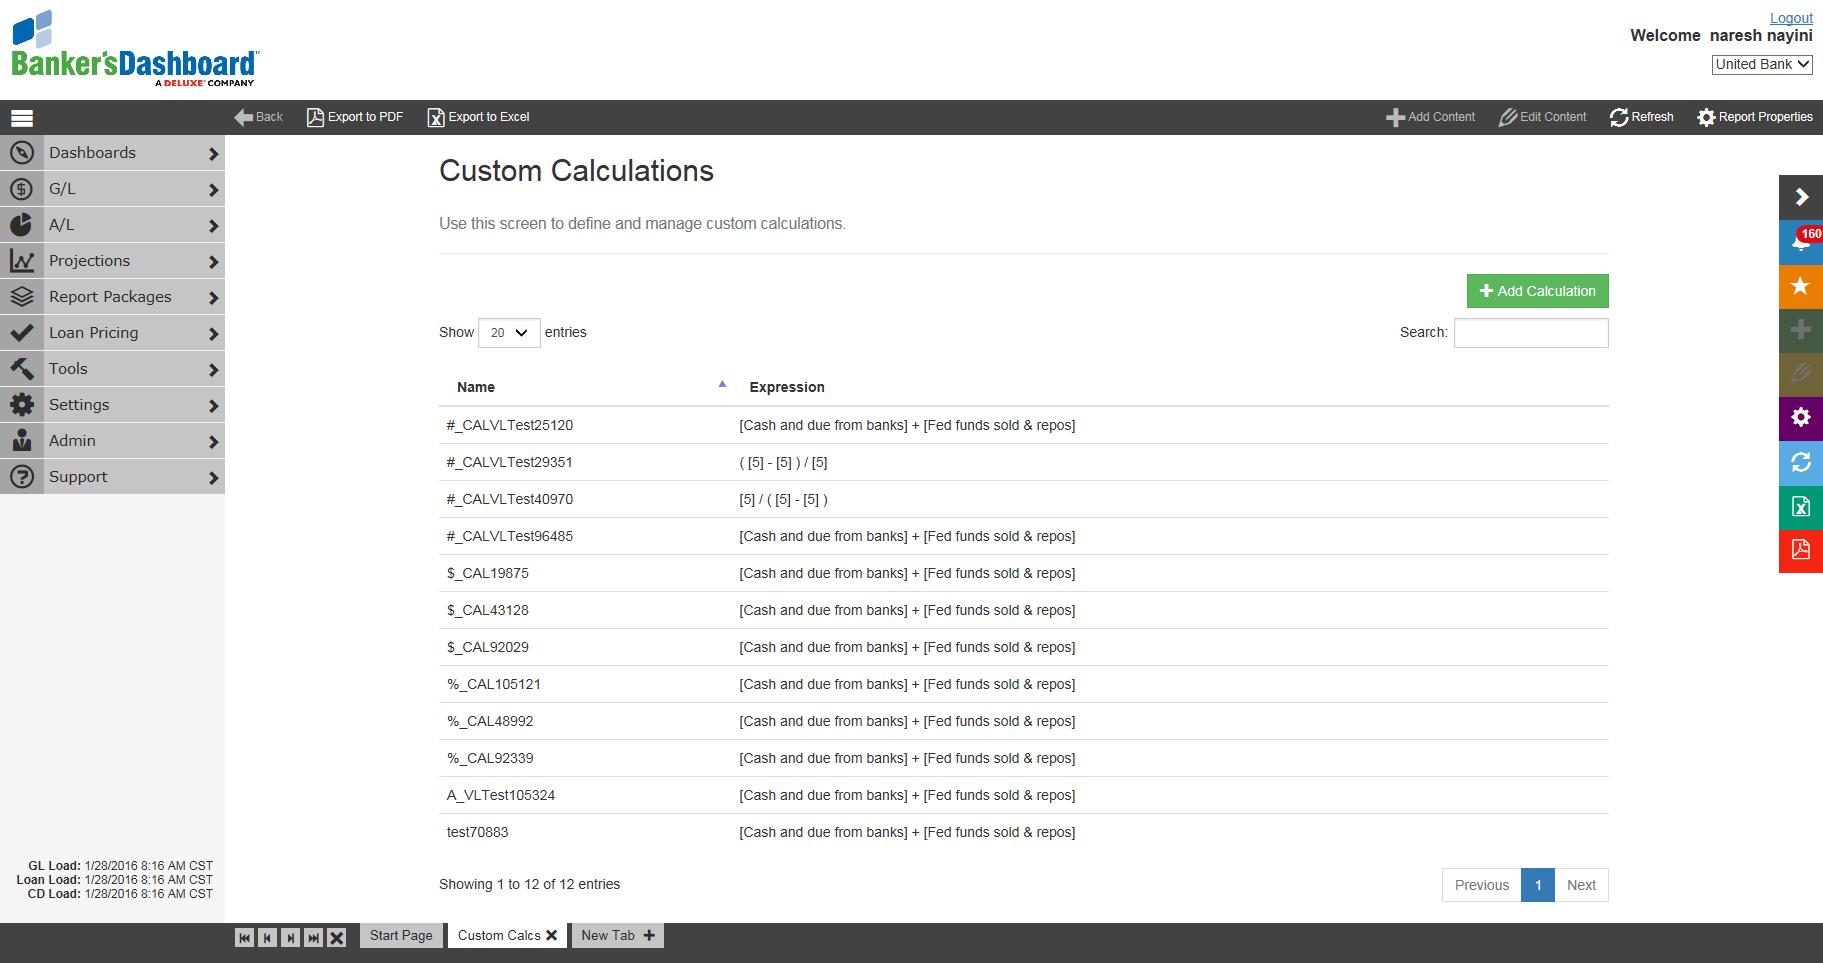 Logout
Welcome naresh nayini
United Bank
Banker'sDashboard
A DELUXE COMPANY
Back Export to PDF Export to Excel Add Content Edit Content Refresh Report Properties
Dashboards
G/L
A/L
Projections
Report Packages
Loan Pricing
Tools
Settings
Admin
Support
GL Load: 1/28/2016 8:16 AM CST
Loan Load: 1/28/2016 8:16 AM CST
CD Load: 1/28/2016 8:16 AM CST
Custom Calculations
Use this screen to define and manage custom calculations.
Add Calculation
Show 20 entries Search:
Name Expression
#_CALVLTest25120 [Cash and due from banks] + [Fed funds sold & repos]
#_CALVLTest29351 ( [5] - [5] ) / [5]
#_CALVLTest40970 [5] / ( [5] - [5] )
#_CALVLTest96485 [Cash and due from banks] + [Fed funds sold & repos]
$_CAL19875 [Cash and due from banks] + [Fed funds sold & repos]
$_CAL43128 [Cash and due from banks] + [Fed funds sold & repos]
$_CAL92029 [Cash and due from banks] + [Fed funds sold & repos]
%_CAL105121 [Cash and due from banks] + [Fed funds sold & repos]
%_CAL48992 [Cash and due from banks] + [Fed funds sold & repos]
%_CAL92339 [Cash and due from banks] + [Fed funds sold & repos]
A_VLTest105324 [Cash and due from banks] + [Fed funds sold & repos]
test70883 [Cash and due from banks] + [Fed funds sold & repos]
Showing 1 to 12 of 12 entries Previous 1 Next
160
Start Page Custom Calcs New Tab